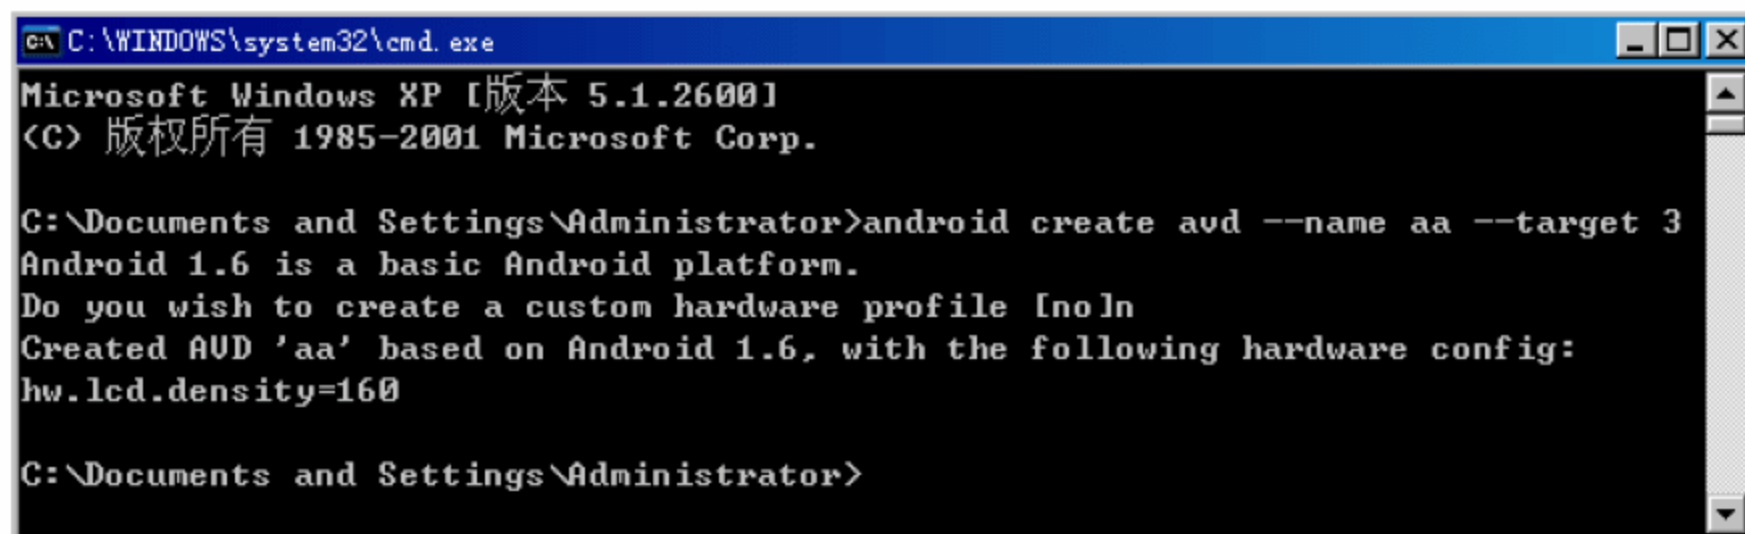 C:\WINDOWS\system32\cmd.exe
Microsoft Windows XP [版本 5.1.2600]
(C) 版权所有 1985-2001 Microsoft Corp.
C:\Documents and Settings\Administrator>android create avd --name aa --target 3
Android 1.6 is a basic Android platform.
Do you wish to create a custom hardware profile [no]n
Created AVD 'aa' based on Android 1.6, with the following hardware config:
hw.lcd.density=160
C:\Documents and Settings\Administrator>